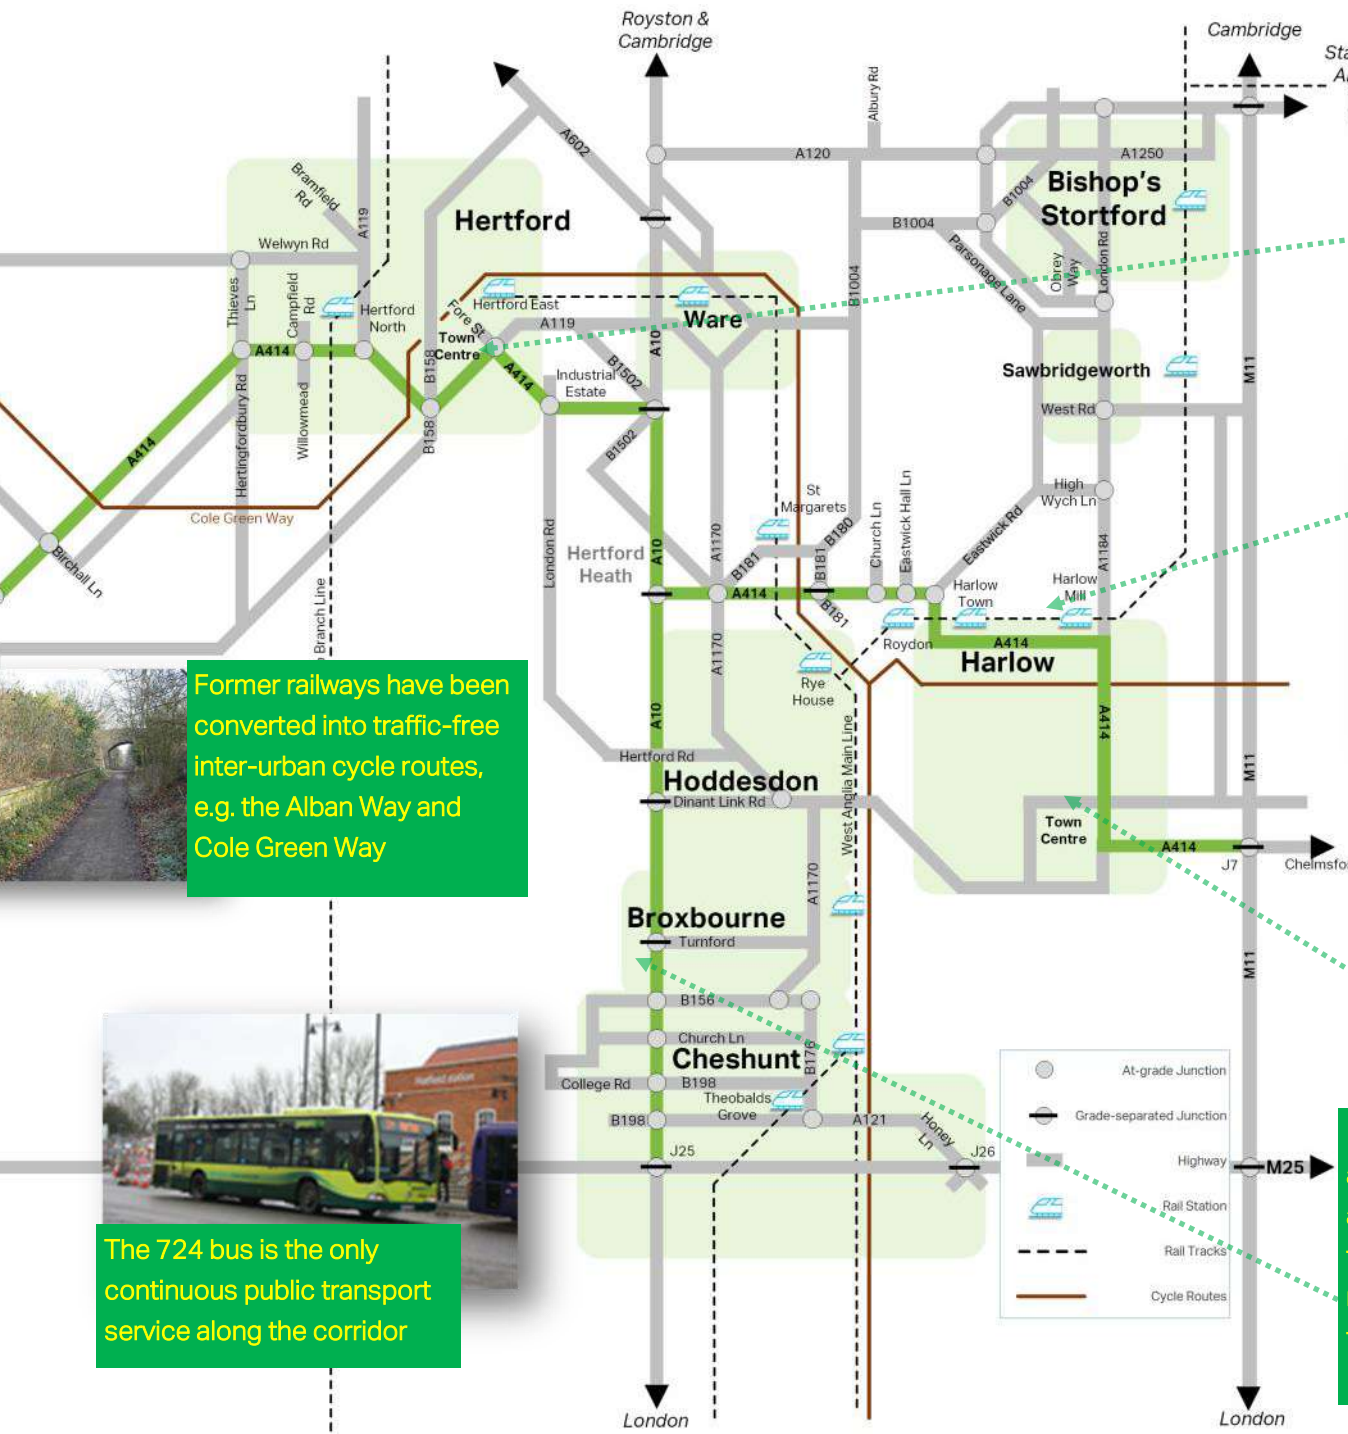 Royston &
Cambridge
Cambridge
A602
Albury Rd
A120
A1250
Bramfield
Rd
A119
Hertford
Bishop's
Stortford
B1004
B1004
Welwyn Rd
Parsonage Lane
Obrey
Way
London Rd
Thieves
Ln
Campfield
Rd
Hertford
North
Hertford East
Fore St
Town
Centre
A119
Ware
A10
B1004
M11
A414
B158
A414
Industrial
Estate
B1502
Sawbridgeworth
Hertingfordbury Rd
Willowmead
B158
B1502
West Rd
A414
High
Wych Ln
Cole Green Way
St
Margarets
Church Ln
Eastwick Hall Ln
Eastwick Rd
A1184
Birchall Ln
London Rd
Hertford
Heath
A10
A1170
B181
B181
B180
A414
B181
Harlow
Town
Harlow
Mill
Branch Line
A1170
Roydon
A414
Harlow
Rye
House
A10
A414
Former railways have been
converted into traffic-free
inter-urban cycle routes,
e.g. the Alban Way and
Cole Green Way
Hertford Rd
West Anglia Main Line
M11
Hoddesdon
Dinant Link Rd
Town
Centre
A414
J7
A1170
Broxbourne
Turnford
M11
B156
Church Ln
Cheshunt
B176
College Rd
B198
Theobalds
Grove
B198
A121
Honey
Ln
J25
J26
M25
At-grade Junction
Grade-separated Junction
Highway
Rail Station
Rail Tracks
Cycle Routes
Hatfield station
The 724 bus is the only
continuous public transport
service along the corridor
London
London